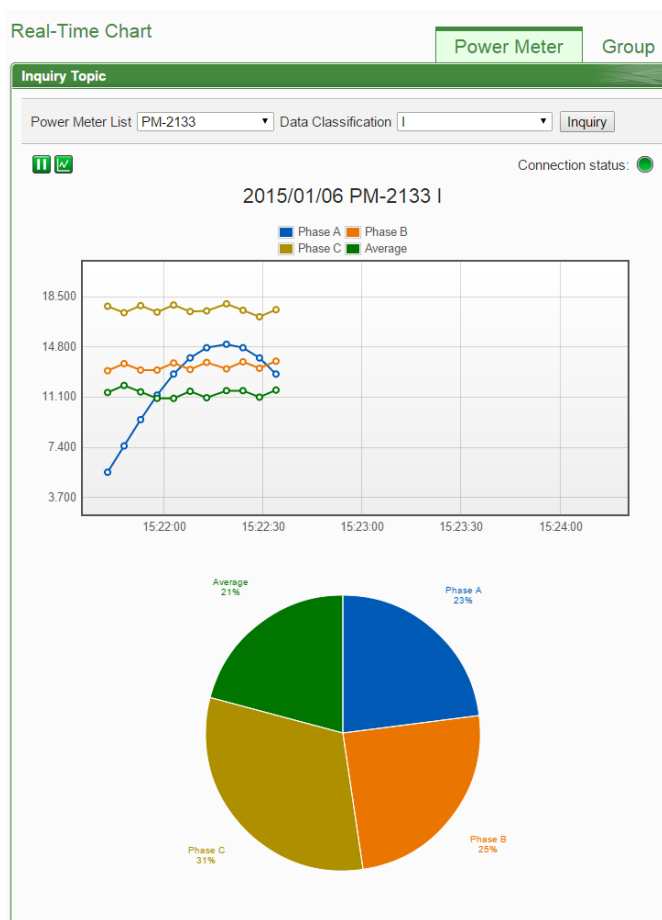 Real-Time Chart
Power Meter Group
Inquiry Topic
Power Meter List PM-2133 Data Classification I Inquiry
Connection status:
2015/01/06 PM-2133 I
Phase A Phase B
Phase C Average
18.500
14.800
11.100
7.400
3.700
15:22:00 15:22:30 15:23:00 15:23:30 15:24:00
Average
21%
Phase A
23%
Phase B
25%
Phase C
31%